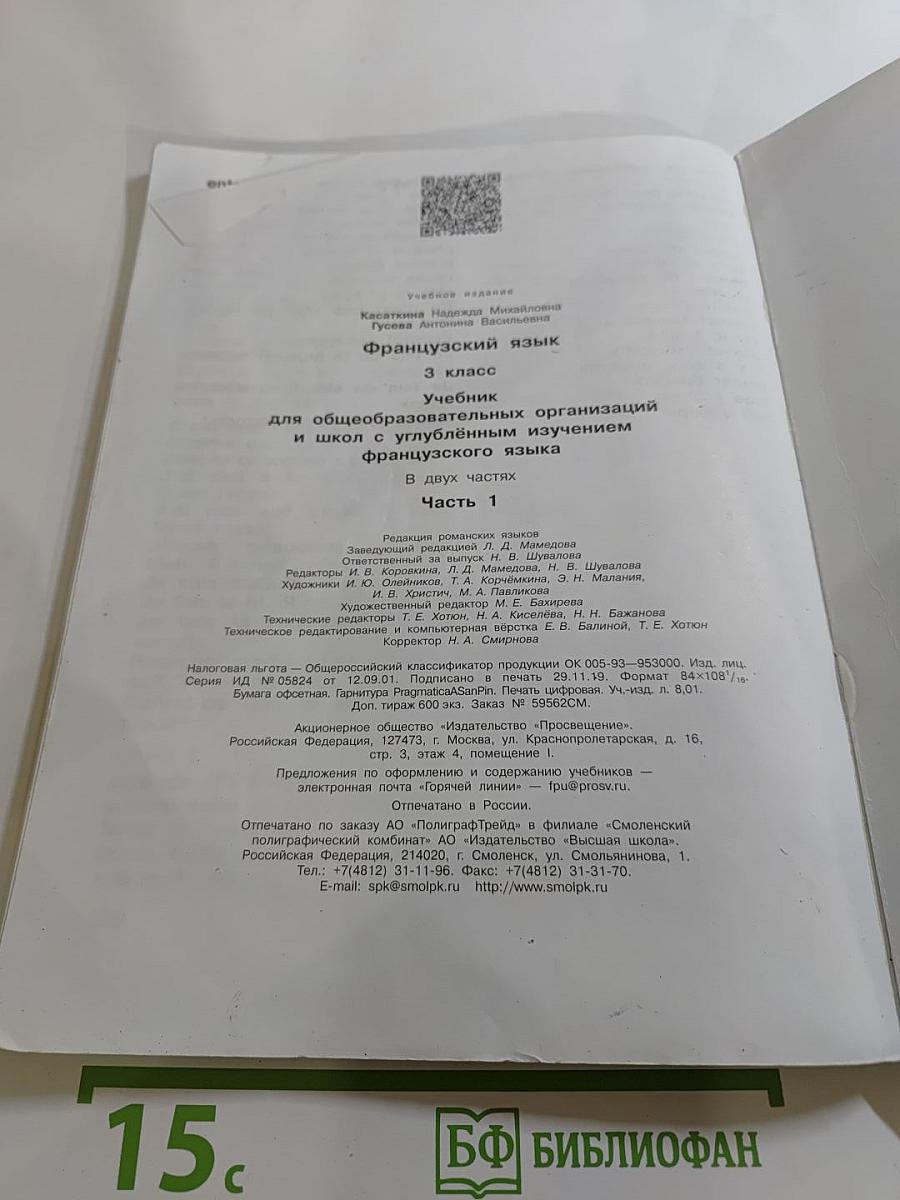 Учебное издание
Касаткина Надежда Михайловна
Гусева Антонина Васильевна
Французский язык
3 класс
Учебник
для общеобразовательных организаций
и школ с углублённым изучением
французского языка
В двух частях
Часть 1
Редакция романских языков
Заведующий редакцией Л. Д. Мамедова
Ответственный за выпуск Н. В. Шувалова
Редакторы И. В. Коровкина, Л. Д. Мамедова, Н. В. Шувалова
Художники И. Ю. Олейников, Т. А. Корчёмкина, Э. Н. Малания,
И. В. Христич, М. А. Павликова
Художественный редактор М. Е. Бахирева
Технические редакторы Т. Е. Хотюн, Н. А. Киселёва, Н. Н. Бажанова
Техническое редактирование и компьютерная вёрстка Е. В. Балиной, Т. Е. Хотюн
Корректор Н. А. Смирнова
Налоговая льгота — Общероссийский классификатор продукции ОК 005-93—953000. Изд. лиц.
Серия ИД № 05824 от 12.09.01. Подписано в печать 29.11.19. Формат 84×108 1/16.
Бумага офсетная. Гарнитура PragmaticaASanPin. Печать цифровая. Уч.-изд. л. 8,01.
Доп. тираж 600 экз. Заказ № 59562СМ.
Акционерное общество «Издательство «Просвещение».
Российская Федерация, 127473, г. Москва, ул. Краснопролетарская, д. 16,
стр. 3, этаж 4, помещение I.
Предложения по оформлению и содержанию учебников —
электронная почта «Горячей линии» — fpu@prosv.ru.
Отпечатано в России.
Отпечатано по заказу АО «ПолиграфТрейд» в филиале «Смоленский
полиграфический комбинат» АО «Издательство «Высшая школа».
Российская Федерация, 214020, г. Смоленск, ул. Смольянинова, 1.
Тел.: +7(4812) 31-11-96. Факс: +7(4812) 31-31-70.
E-mail: spk@smolpk.ru http://www.smolpk.ru
15 с
БФ БИБЛИОФАН